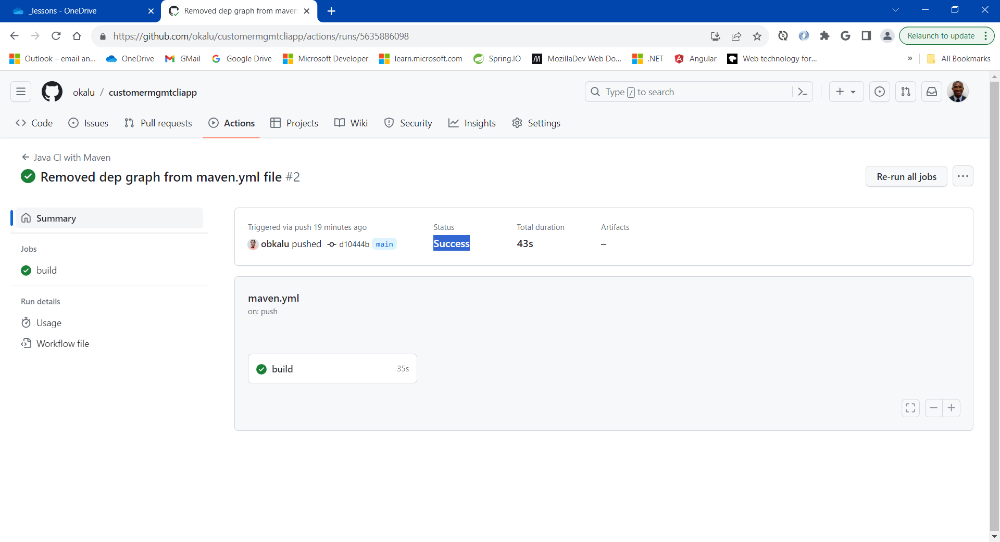 _lessons - OneDrive
Removed dep graph from maven
https://github.com/okalu/customermgmtcliapp/actions/runs/5635886098
Relaunch to update
Outlook – email an...
OneDrive
GMail
Google Drive
Microsoft Developer
learn.microsoft.com
Spring.IO
MozillaDev Web Do...
.NET
Angular
Web technology for...
»
All Bookmarks
okalu / customermgmtcliapp
Type / to search
Code
Issues
Pull requests
Actions
Projects
Wiki
Security
Insights
Settings
Java CI with Maven
Removed dep graph from maven.yml file #2
Re-run all jobs
Summary
Jobs
build
Run details
Usage
Workflow file
Triggered via push 19 minutes ago
obkalu pushed d10444b main
Status
Success
Total duration
43s
Artifacts
–
maven.yml
on: push
build 35s